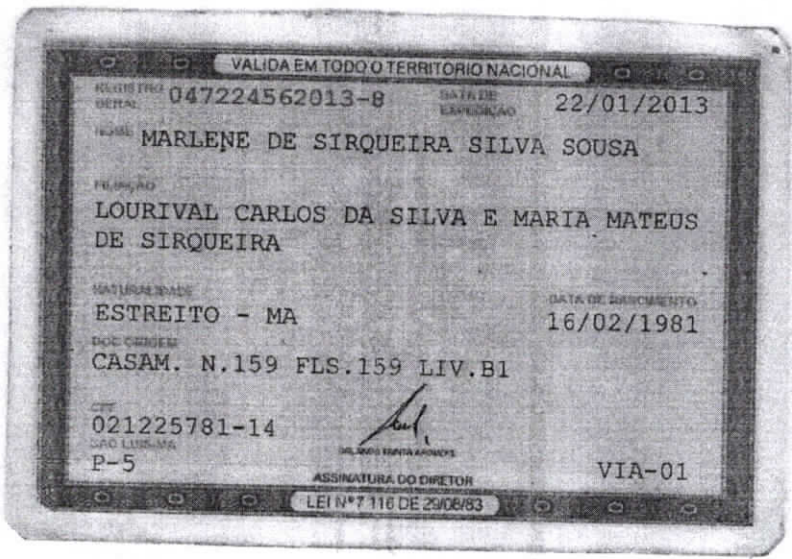 VALIDA EM TODO O TERRITORIO NACIONAL
REGISTRO GERAL 047224562013-8 DATA DE EXPEDIÇÃO 22/01/2013
NOME MARLENE DE SIRQUEIRA SILVA SOUSA
FILIAÇÃO
LOURIVAL CARLOS DA SILVA E MARIA MATEUS
DE SIRQUEIRA
NATURALIDADE DATA DE NASCIMENTO
ESTREITO - MA 16/02/1981
DOC ORIGEM
CASAM. N.159 FLS.159 LIV.B1
CPF
021225781-14
SAO LUIS-MA
P-5 VIA-01
ASSINATURA DO DIRETOR
LEI Nº 7 116 DE 29/08/83